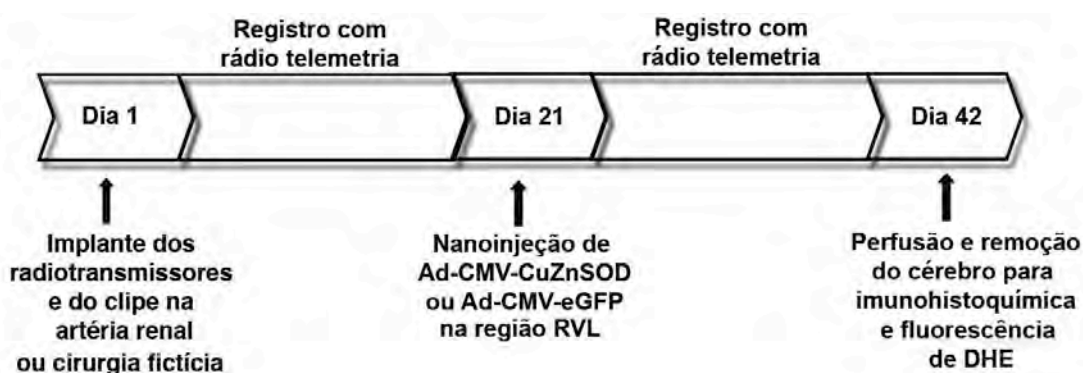 Registro com
rádio telemetria
Registro com
rádio telemetria
Dia 1
Dia 21
Dia 42
Implante dos
radiotransmissores
e do clipe na
artéria renal
ou cirurgia fictícia
Nanoinjeção de
Ad-CMV-CuZnSOD
ou Ad-CMV-eGFP
na região RVL
Perfusão e remoção
do cérebro para
imunohistoquímica
e fluorescência
de DHE